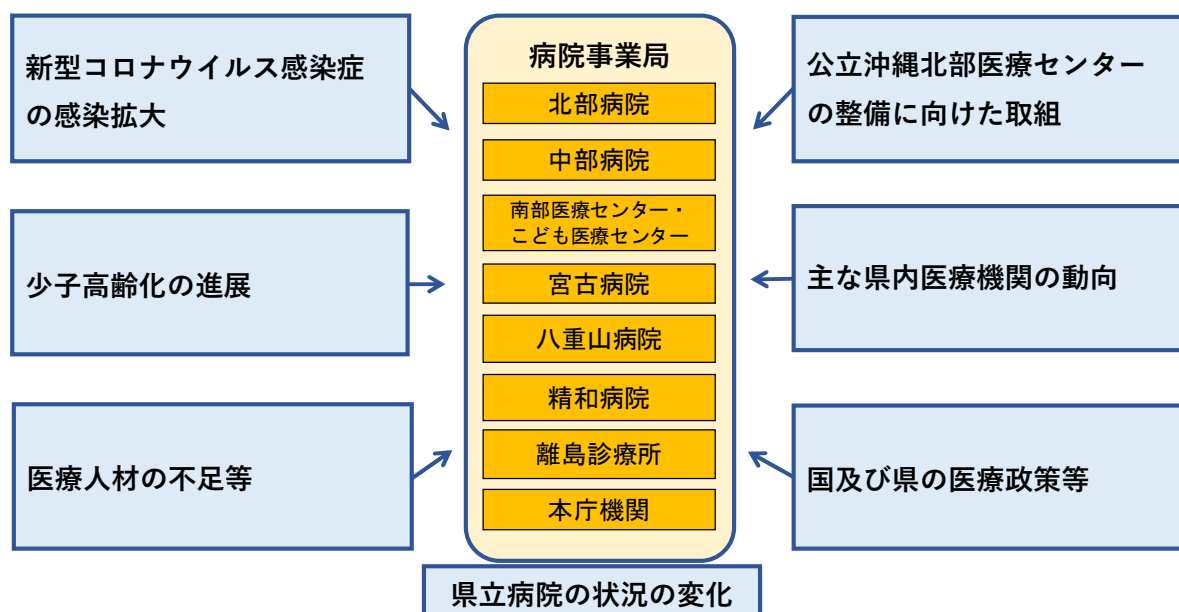 新型コロナウイルス感染症
の感染拡大
少子高齢化の進展
医療人材の不足等
病院事業局
北部病院
中部病院
南部医療センター・
こども医療センター
宮古病院
八重山病院
精和病院
離島診療所
本庁機関
公立沖縄北部医療センター
の整備に向けた取組
主な県内医療機関の動向
国及び県の医療政策等
県立病院の状況の変化